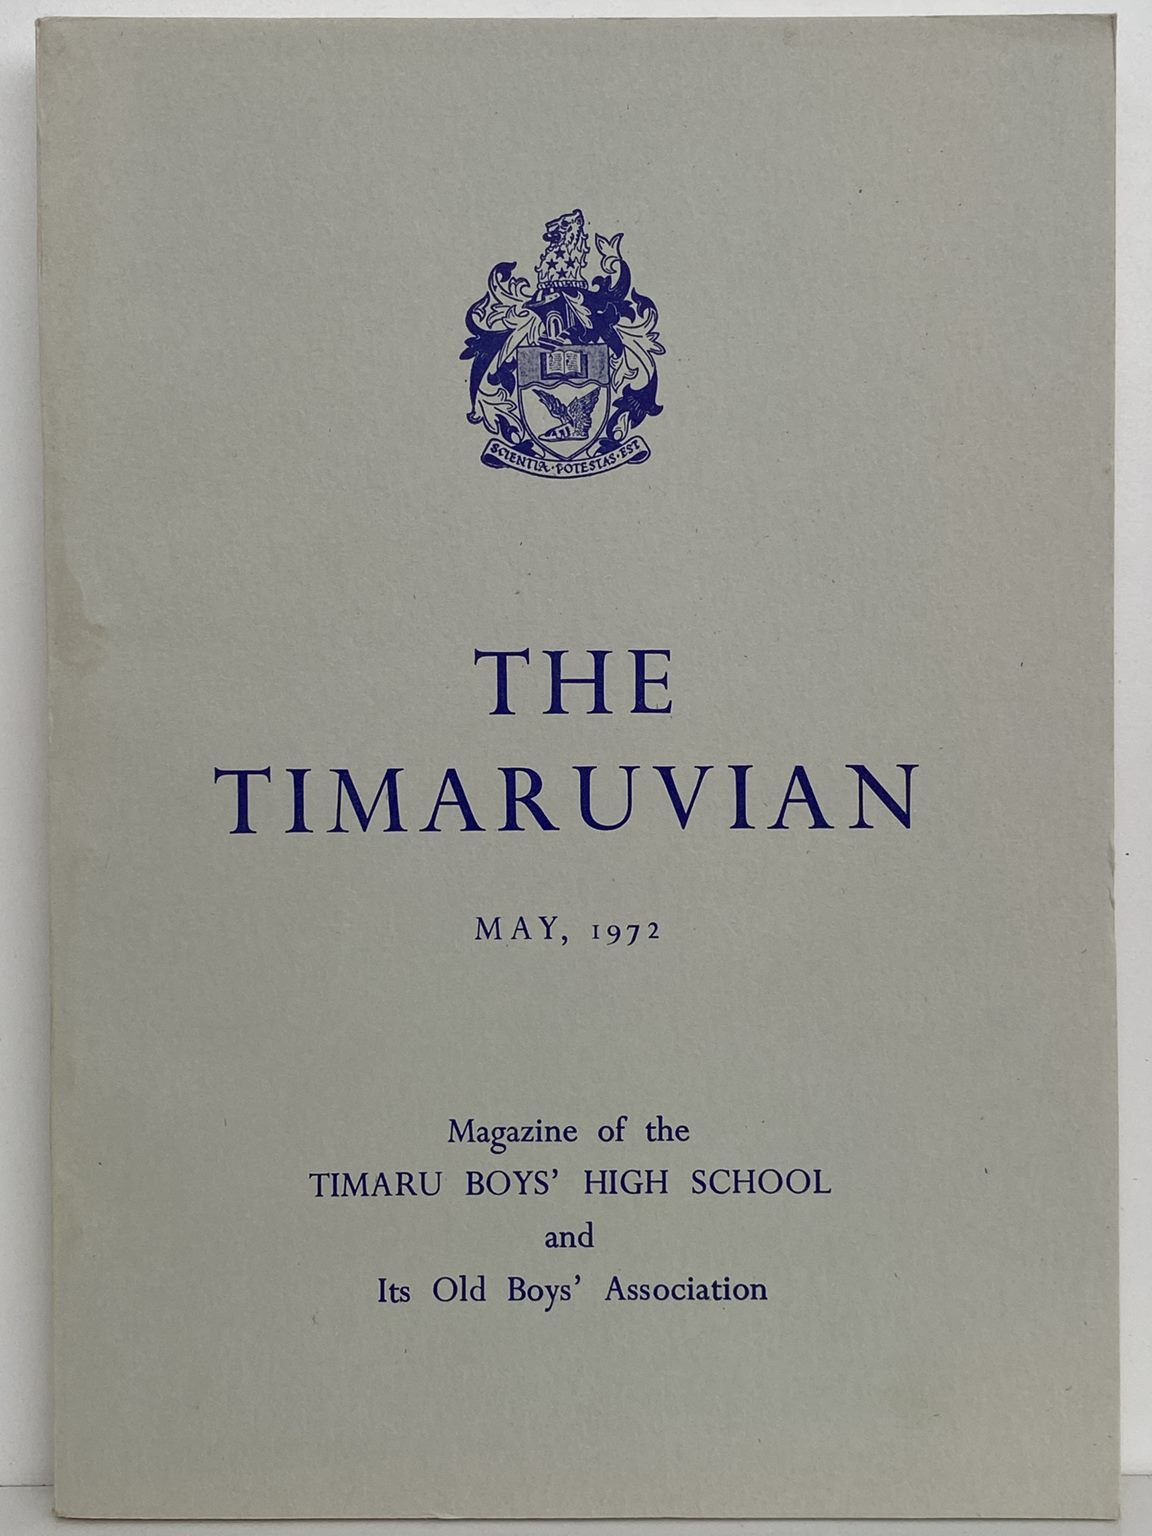 SCIENTIA·POTESTAS·EST
THE
TIMARUVIAN
MAY, 1972
Magazine of the
TIMARU BOYS’ HIGH SCHOOL
and
Its Old Boys’ Association